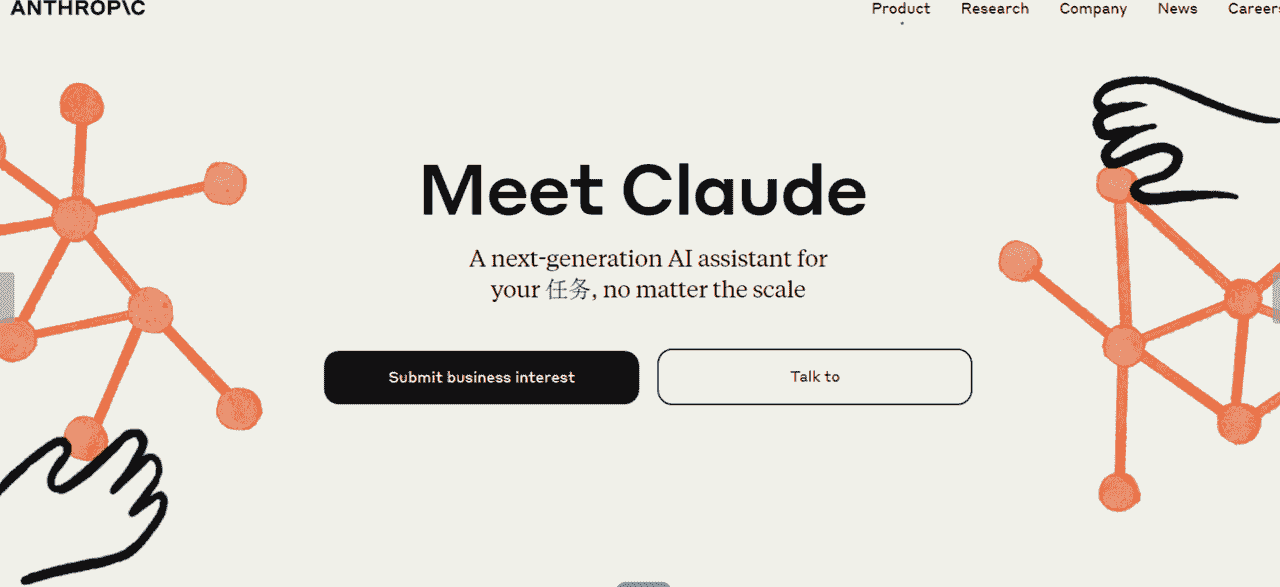 ANTHROP\C
Product Research Company News Careers
Meet Claude
A next-generation AI assistant for
your 任务, no matter the scale
Submit business interest
Talk to